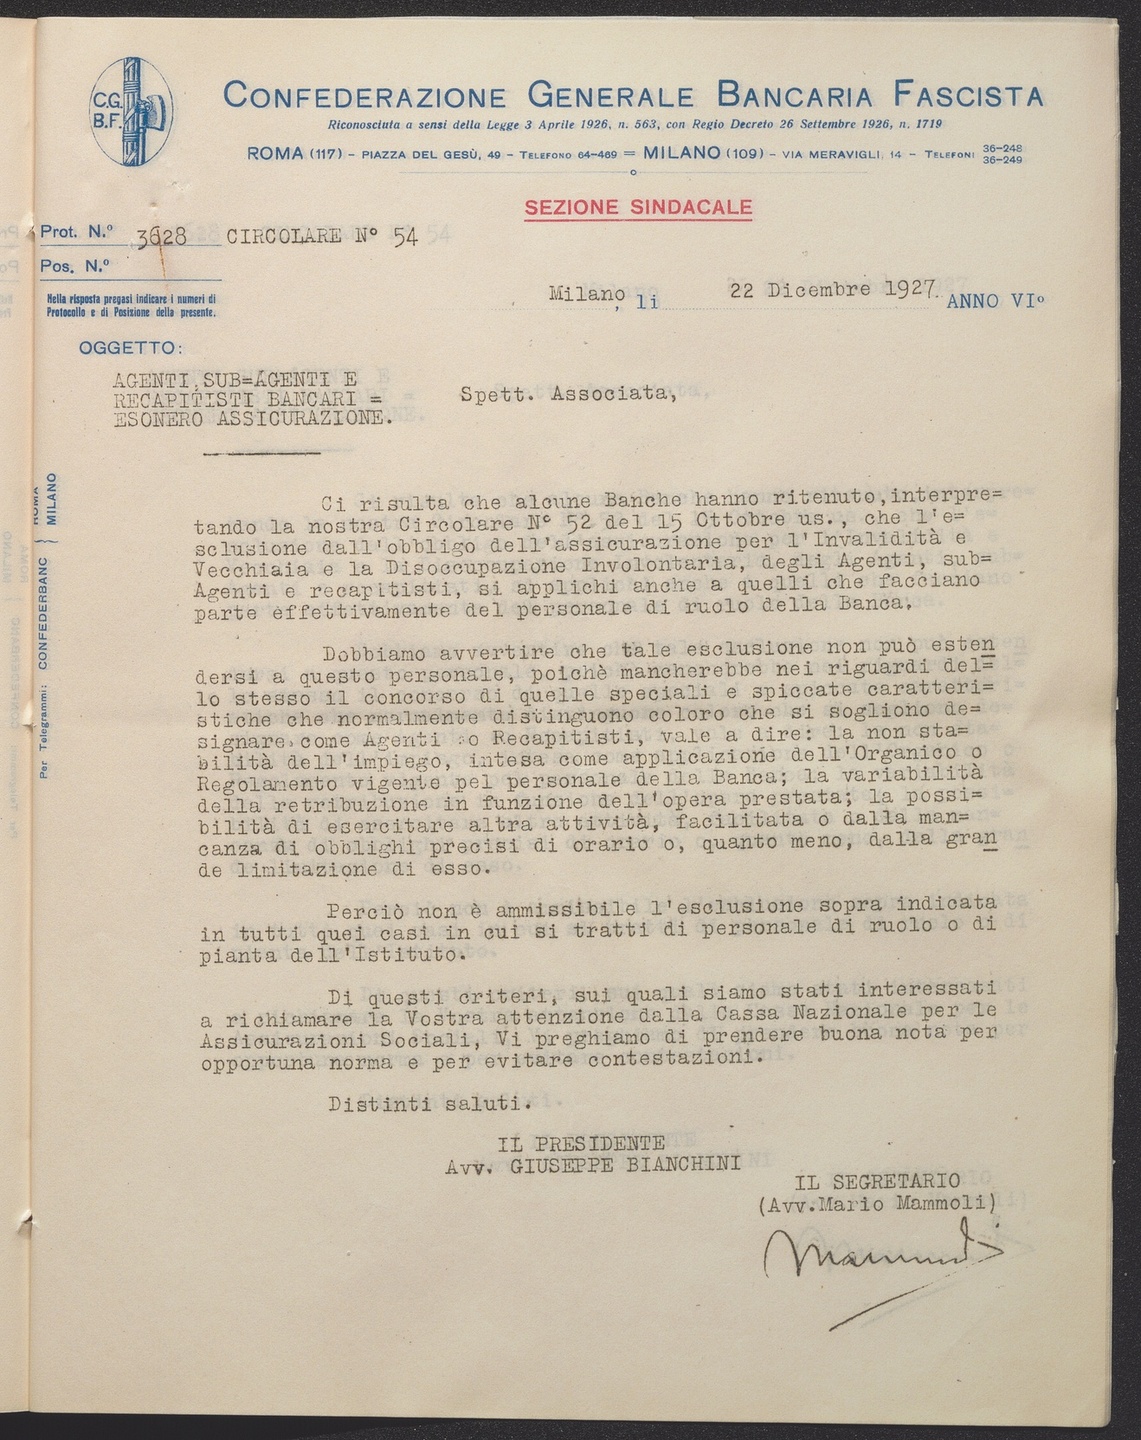 C.G.
B.F.
CONFEDERAZIONE GENERALE BANCARIA FASCISTA
Riconosciuta a sensi della Legge 3 Aprile 1926, n. 563, con Regio Decreto 26 Settembre 1926, n. 1719
ROMA (117) - PIAZZA DEL GESÙ, 49 - TELEFONO 64-469 = MILANO (109) - VIA MERAVIGLI, 14 - TELEFONI 36-248
36-249
SEZIONE SINDACALE
Prot. N.º 3628 CIRCOLARE Nº 54
Pos. N.º
Nella risposta pregasi indicare i numeri di
Protocollo e di Posizione della presente.
Milano, li 22 Dicembre 1927. ANNO VIº
OGGETTO:
AGENTI, SUB=AGENTI E
RECAPITISTI BANCARI =
ESONERO ASSICURAZIONE.
Spett. Associata,
Per Telegrammi: CONFEDERBANC } ROMA
MILANO
Ci risulta che alcune Banche hanno ritenuto, interpre=
tando la nostra Circolare Nº 52 del 15 Ottobre us., che l'e=
sclusione dall'obbligo dell'assicurazione per l'Invalidità e
Vecchiaia e la Disoccupazione Involontaria, degli Agenti, sub=
Agenti e recapitisti, si applichi anche a quelli che facciano
parte effettivamente del personale di ruolo della Banca.
Dobbiamo avvertire che tale esclusione non può esten
dersi a questo personale, poichè mancherebbe nei riguardi del=
lo stesso il concorso di quelle speciali e spiccate caratteri=
stiche che normalmente distinguono coloro che si sogliono de=
signare come Agenti o Recapitisti, vale a dire: la non sta=
bilità dell'impiego, intesa come applicazione dell'Organico o
Regolamento vigente pel personale della Banca; la variabilità
della retribuzione in funzione dell'opera prestata; la possi=
bilità di esercitare altra attività, facilitata o dalla man=
canza di obblighi precisi di orario o, quanto meno, dalla gran
de limitazione di esso.
Perciò non è ammissibile l'esclusione sopra indicata
in tutti quei casi in cui si tratti di personale di ruolo o di
pianta dell'Istituto.
Di questi criteri, sui quali siamo stati interessati
a richiamare la Vostra attenzione dalla Cassa Nazionale per le
Assicurazioni Sociali, Vi preghiamo di prendere buona nota per
opportuna norma e per evitare contestazioni.
Distinti saluti.
IL PRESIDENTE
Avv. GIUSEPPE BIANCHINI
IL SEGRETARIO
(Avv.Mario Mammoli)
Mammoli